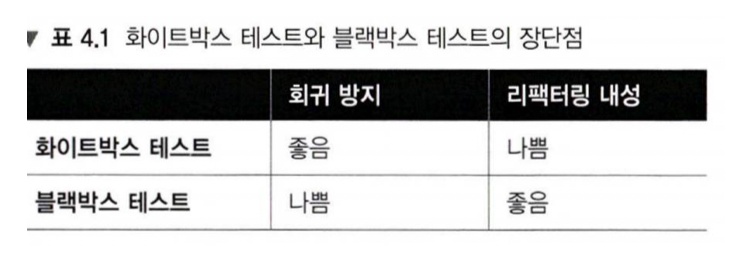 ▼ 표 4.1 화이트박스 테스트와 블랙박스 테스트의 장단점
회귀 방지 리팩터링 내성
화이트박스 테스트 좋음 나쁨
블랙박스 테스트 나쁨 좋음